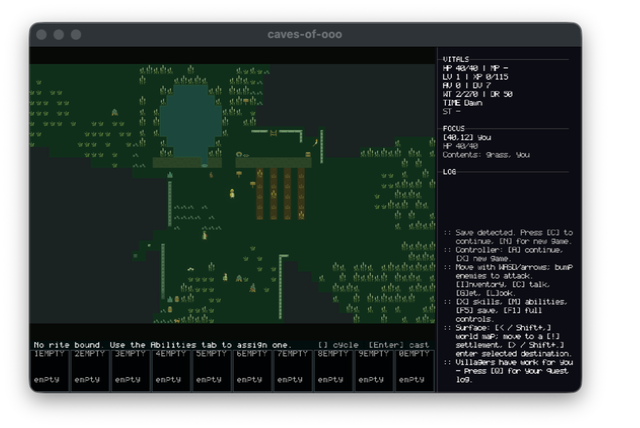 caves-of-ooo
VITALS
HP 40/40 | MP -
LV 1 | XP 0/115
AV 0 | DV 7
WT 2/270 | DR 50
TIME Dawn
ST -
FOCUS
[40,12] You
HP 40/40
Contents: grass, You
LOG
:: Save detected. Press [C] to
continue, [N] for new game.
:: Controller: [A] continue,
[X] new game.
:: Move with WASD/arrows; bump
enemies to attack.
[I]nventory, [C] talk,
[G]et, [L]ook.
:: [X] skills, [M] abilities,
[F5] save, [F1] full
controls.
:: Surface: [< / Shift+,]
world map; move to a [!]
settlement, [> / Shift+.]
enter selected destination.
:: Villagers have work for you
- Press [Q] for your quest
log.
No rite bound. Use the Abilities tab to assign one.
[] cycle [Enter] cast
1EMPTY 2EMPTY 3EMPTY 4EMPTY 5EMPTY 6EMPTY 7EMPTY 8EMPTY 9EMPTY 0EMPTY
empty empty empty empty empty empty empty empty empty empty